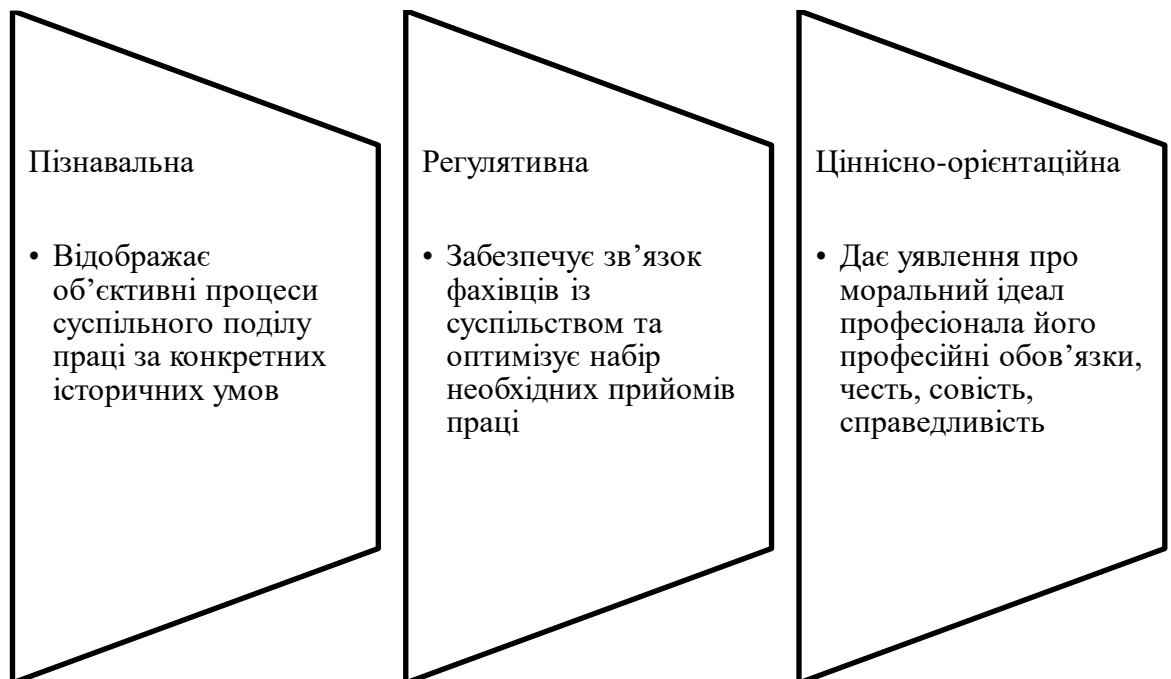 Пізнавальна
• Відображає
об’єктивні процеси
суспільного поділу
праці за конкретних
історичних умов
Регулятивна
• Забезпечує зв’язок
фахівців із
суспільством та
оптимізує набір
необхідних прийомів
праці
Ціннісно-орієнтаційна
• Дає уявлення про
моральний ідеал
професіонала його
професійні обов’язки,
честь, совість,
справедливість